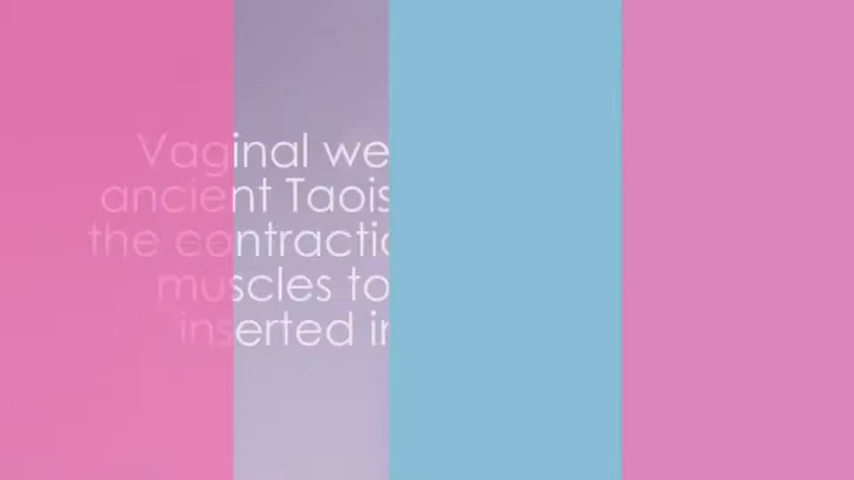 Vaginal we
ancient Taois
the contractio
muscles to
inserted in